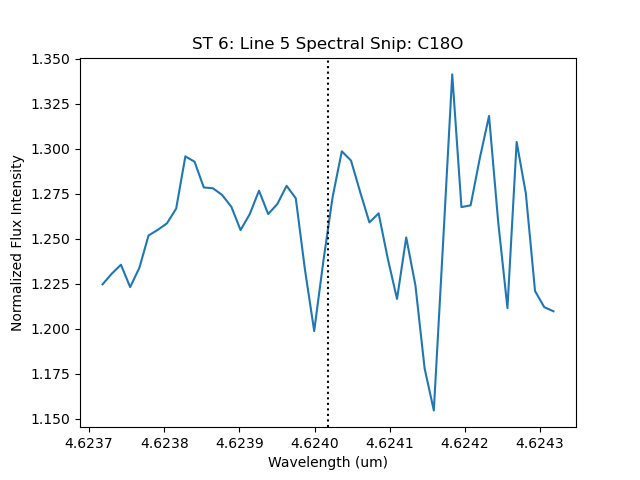 ST 6: Line 5 Spectral Snip: C18O
Normalized Flux Intensity
1.350
1.325
1.300
1.275
1.250
1.225
1.200
1.175
1.150
4.6237 4.6238 4.6239 4.6240 4.6241 4.6242 4.6243
Wavelength (um)